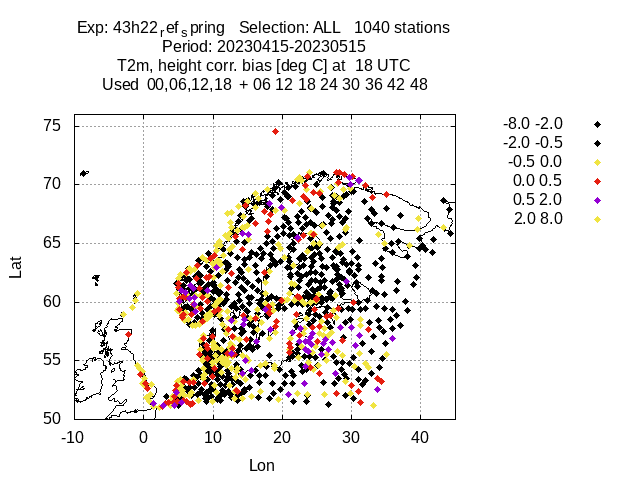 Exp: 43h22refspring   Selection: ALL   1040 stations
Period: 20230415-20230515
T2m, height corr. bias [deg C] at  18 UTC
Used  00,06,12,18  + 06 12 18 24 30 36 42 48
-8.0 -2.0
-2.0 -0.5
-0.5 0.0
0.0 0.5
0.5 2.0
2.0 8.0
75
70
65
60
55
50
Lat
-10 0 10 20 30 40
Lon